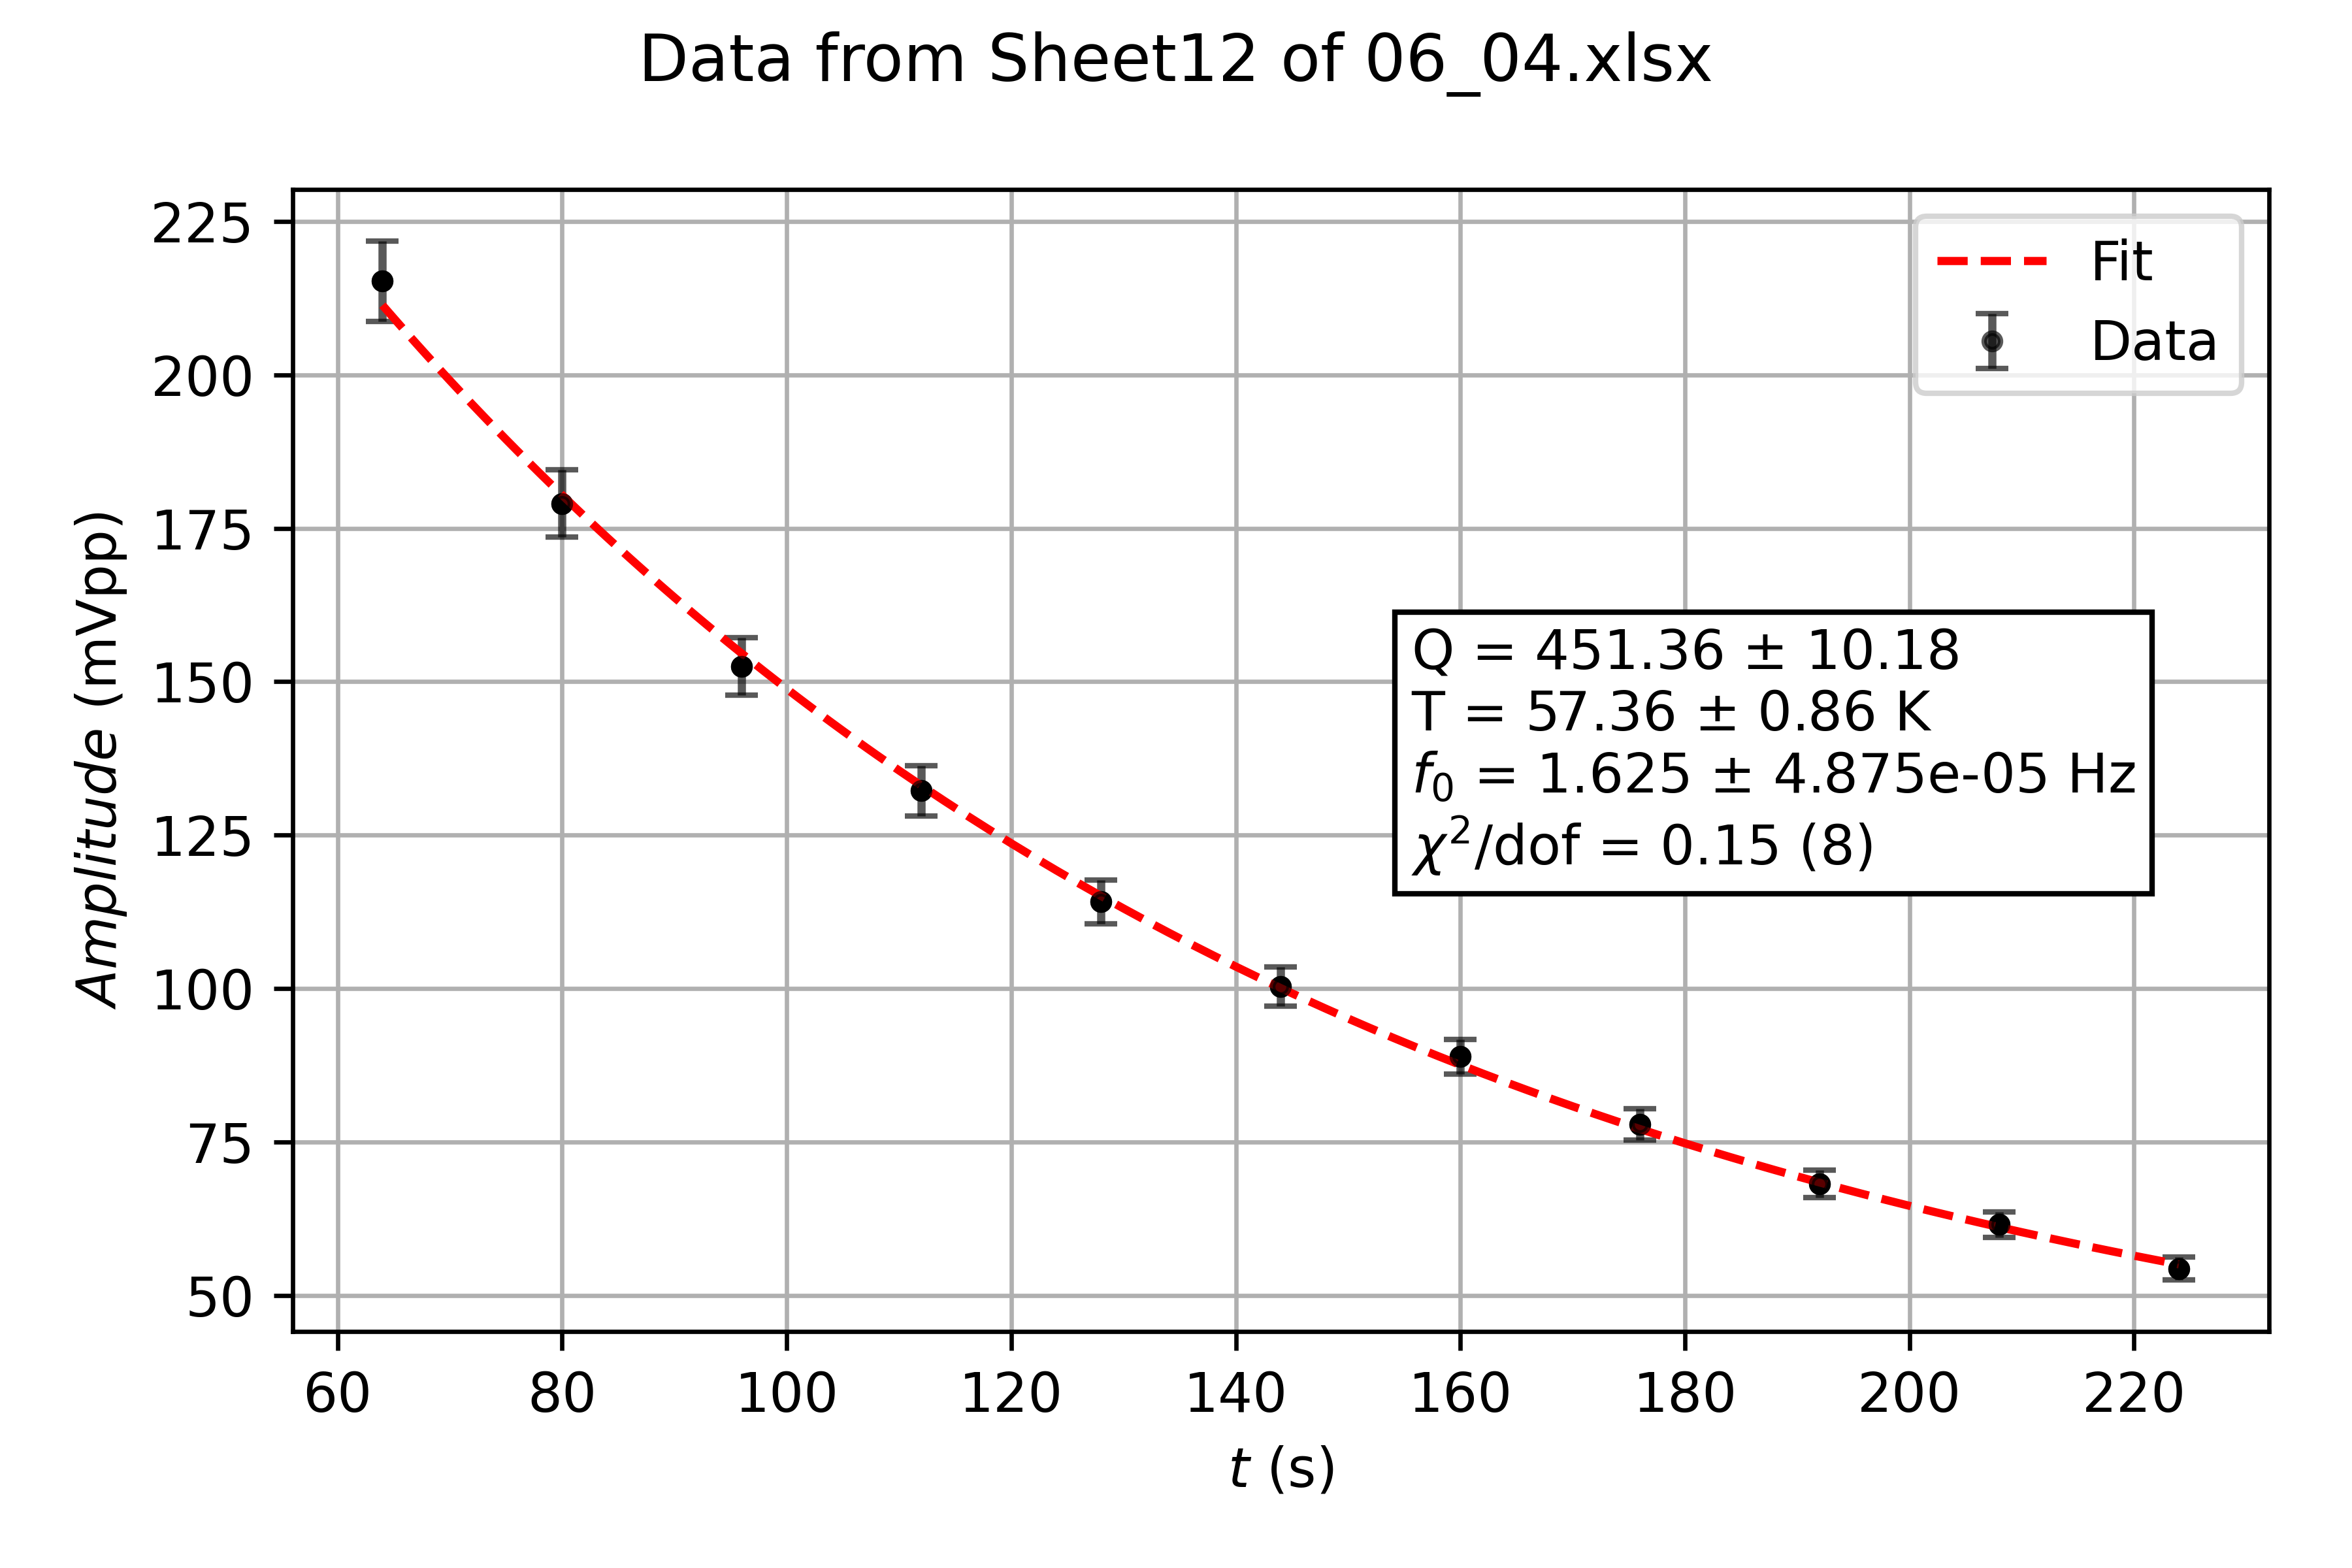 Data from Sheet12 of 06_04.xlsx
225
200
175
150
125
100
75
50
Amplitude (mVpp)
Fit
Data
Q = 451.36 ± 10.18
T = 57.36 ± 0.86 K
f₀ = 1.625 ± 4.875e-05 Hz
χ²/dof = 0.15 (8)
60 80 100 120 140 160 180 200 220
t (s)